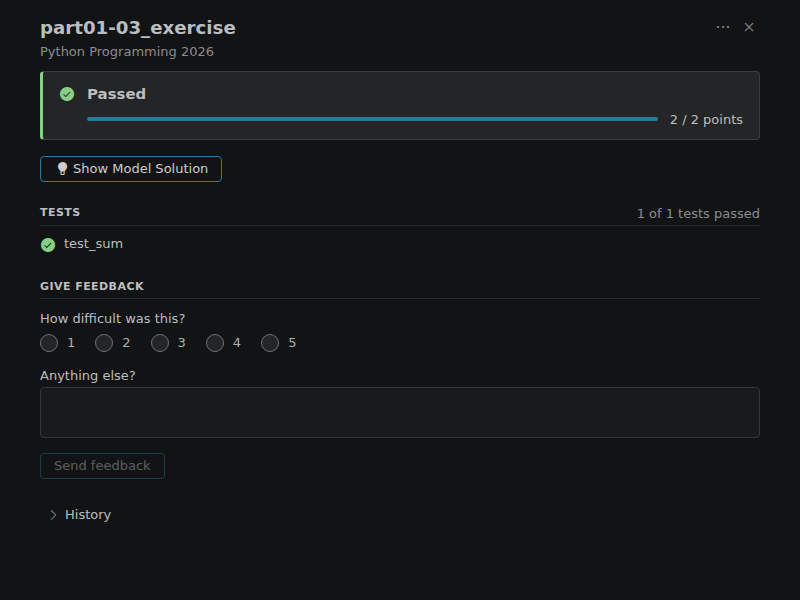 part01-03_exercise
Python Programming 2026
Passed
2 / 2 points
Show Model Solution
TESTS
1 of 1 tests passed
test_sum
GIVE FEEDBACK
How difficult was this?
1 2 3 4 5
Anything else?
Send feedback
History